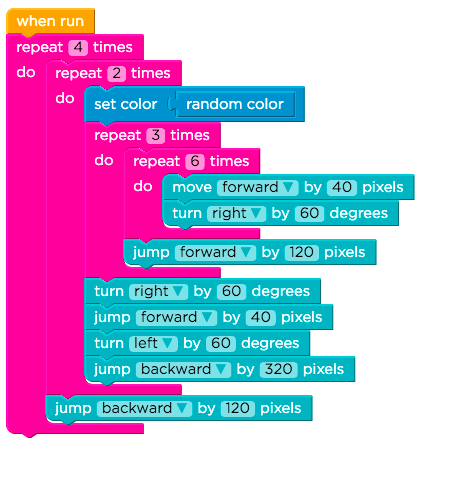 when run
repeat 4 times
do repeat 2 times
do set color random color
repeat 3 times
do repeat 6 times
do move forward ▼ by 40 pixels
turn right ▼ by 60 degrees
jump forward ▼ by 120 pixels
turn right ▼ by 60 degrees
jump forward ▼ by 40 pixels
turn left ▼ by 60 degrees
jump backward ▼ by 320 pixels
jump backward ▼ by 120 pixels